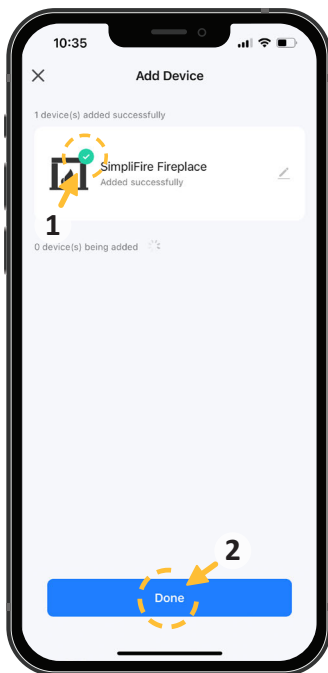 10:35
Add Device
1 device(s) added successfully
SimpliFire Fireplace
Added successfully
1
0 device(s) being added
2
Done